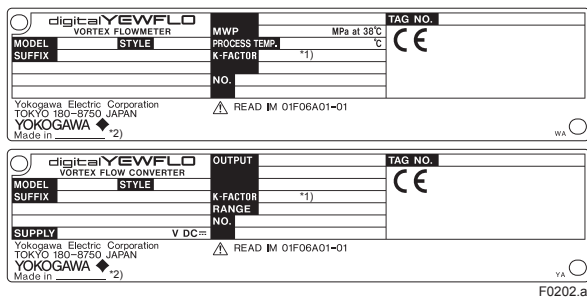 digitalYEWFLO
VORTEX FLOWMETER
MODEL STYLE
SUFFIX
MWP MPa at 38℃
PROCESS TEMP. ℃
K-FACTOR *1)
NO.
TAG NO.
CE
Yokogawa Electric Corporation
TOKYO 180-8750 JAPAN
YOKOGAWA ◆
Made in ________ *2)
READ IM 01F06A01-01
WA
digitalYEWFLO
VORTEX FLOW CONVERTER
MODEL STYLE
SUFFIX
SUPPLY V DC⎓
OUTPUT
K-FACTOR *1)
RANGE
NO.
TAG NO.
CE
Yokogawa Electric Corporation
TOKYO 180-8750 JAPAN
YOKOGAWA ◆
Made in ________ *2)
READ IM 01F06A01-01
YA
F0202.a